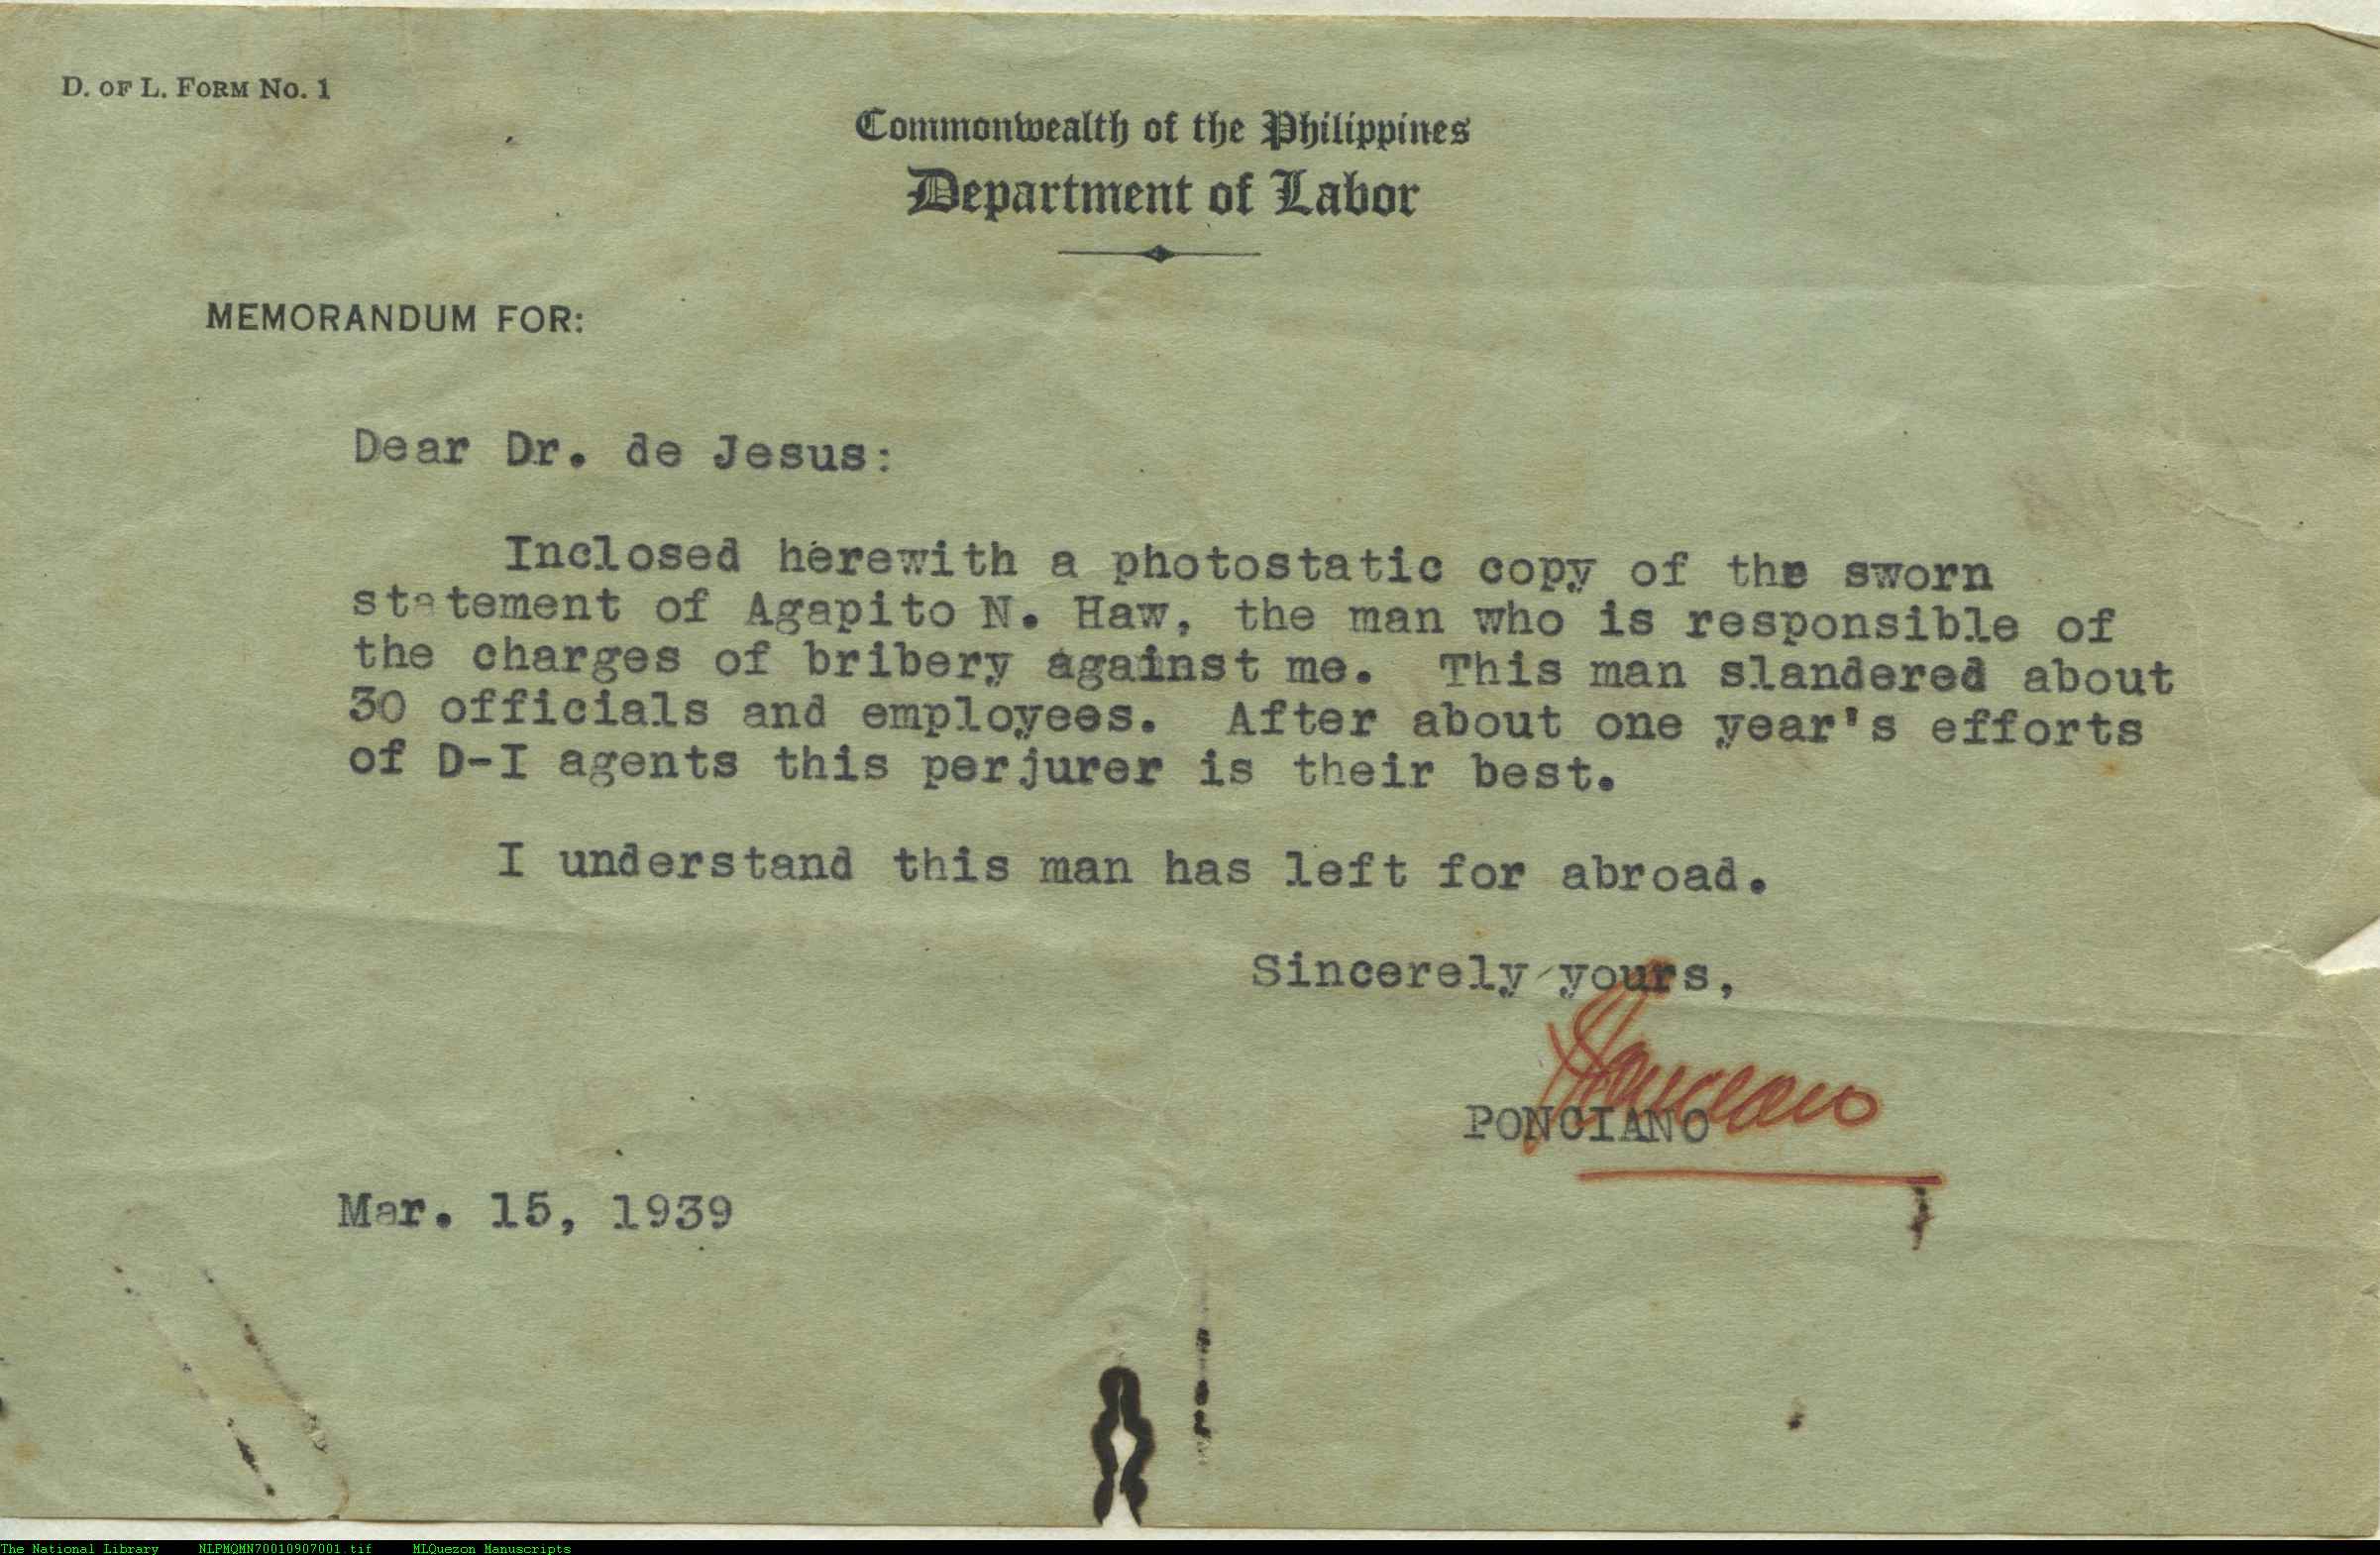 D. OF L. FORM NO. 1
Commonwealth of the Philippines
Department of Labor
MEMORANDUM FOR:
Dear Dr. de Jesus:
Inclosed herewith a photostatic copy of the sworn
statement of Agapito N. Haw, the man who is responsible of
the charges of bribery against me. This man slandered about
30 officials and employees. After about one year's efforts
of D-I agents this perjurer is their best.
I understand this man has left for abroad.
Sincerely yours,
Ponciano
PONCIANO
Mar. 15, 1939
The National Library NLPMQMN70010907001.tif MLQuezon Manuscripts